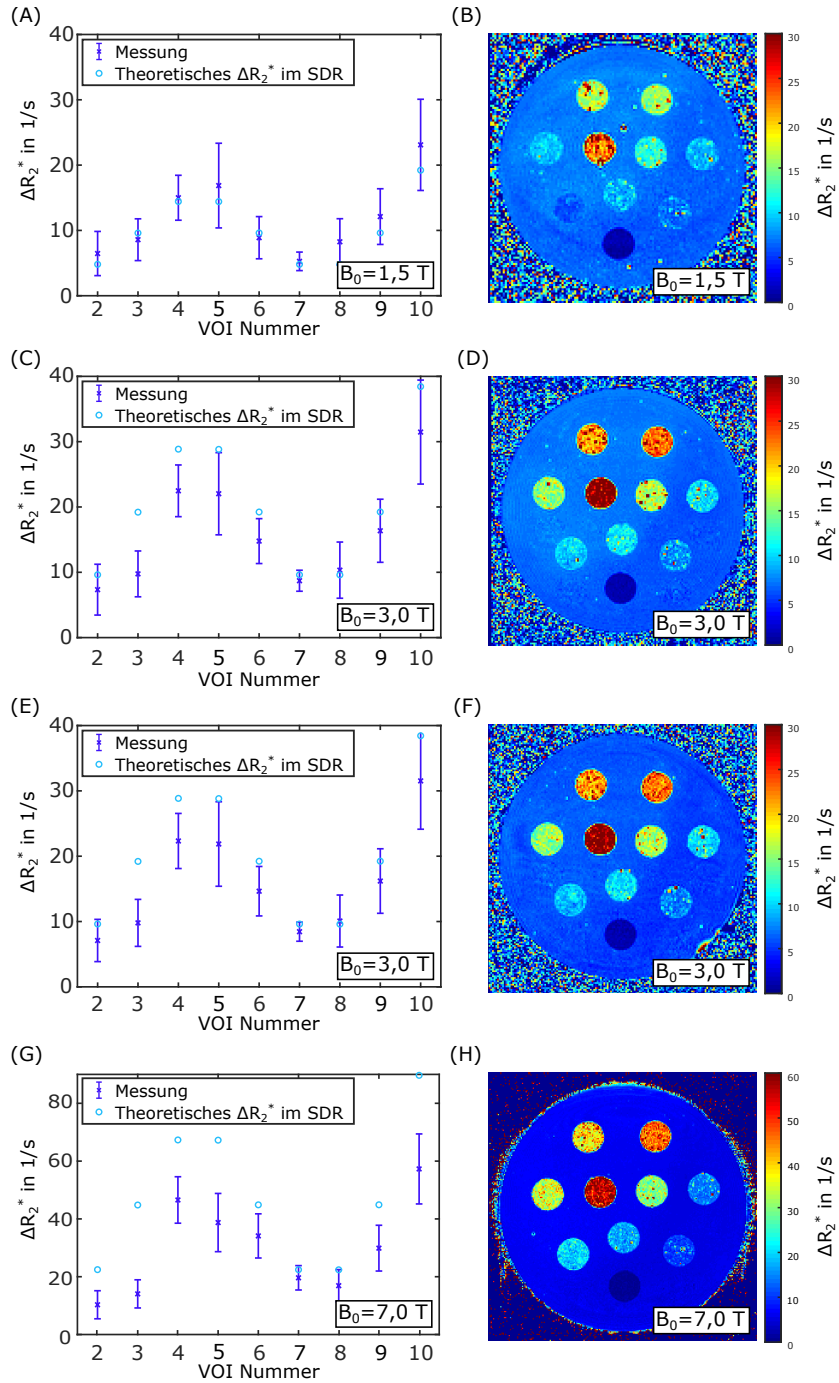 (A)
Messung
Theoretisches ΔR₂* im SDR
ΔR₂* in 1/s
40
30
20
10
0
2 3 4 5 6 7 8 9 10
VOI Nummer
B₀=1,5 T
(B)
B₀=1,5 T
30
25
20
15
10
5
0
ΔR₂* in 1/s
(C)
Messung
Theoretisches ΔR₂* im SDR
ΔR₂* in 1/s
40
30
20
10
0
2 3 4 5 6 7 8 9 10
VOI Nummer
B₀=3,0 T
(D)
B₀=3,0 T
30
25
20
15
10
5
0
ΔR₂* in 1/s
(E)
Messung
Theoretisches ΔR₂* im SDR
ΔR₂* in 1/s
40
30
20
10
0
2 3 4 5 6 7 8 9 10
VOI Nummer
B₀=3,0 T
(F)
B₀=3,0 T
30
25
20
15
10
5
0
ΔR₂* in 1/s
(G)
Messung
Theoretisches ΔR₂* im SDR
ΔR₂* in 1/s
80
60
40
20
0
2 3 4 5 6 7 8 9 10
VOI Nummer
B₀=7,0 T
(H)
B₀=7,0 T
60
50
40
30
20
10
0
ΔR₂* in 1/s